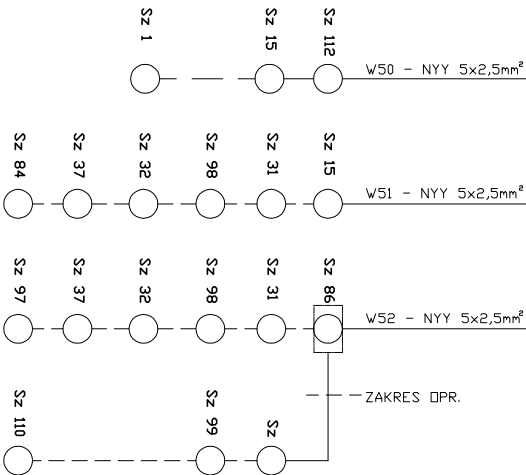 Sz 1
Sz 15
Sz 112
W50 - NYY 5x2,5mm²
Sz 84
Sz 37
Sz 32
Sz 98
Sz 31
Sz 15
W51 - NYY 5x2,5mm²
Sz 97
Sz 37
Sz 32
Sz 98
Sz 31
Sz 86
W52 - NYY 5x2,5mm²
ZAKRES OPR.
Sz 110
Sz 99
Sz